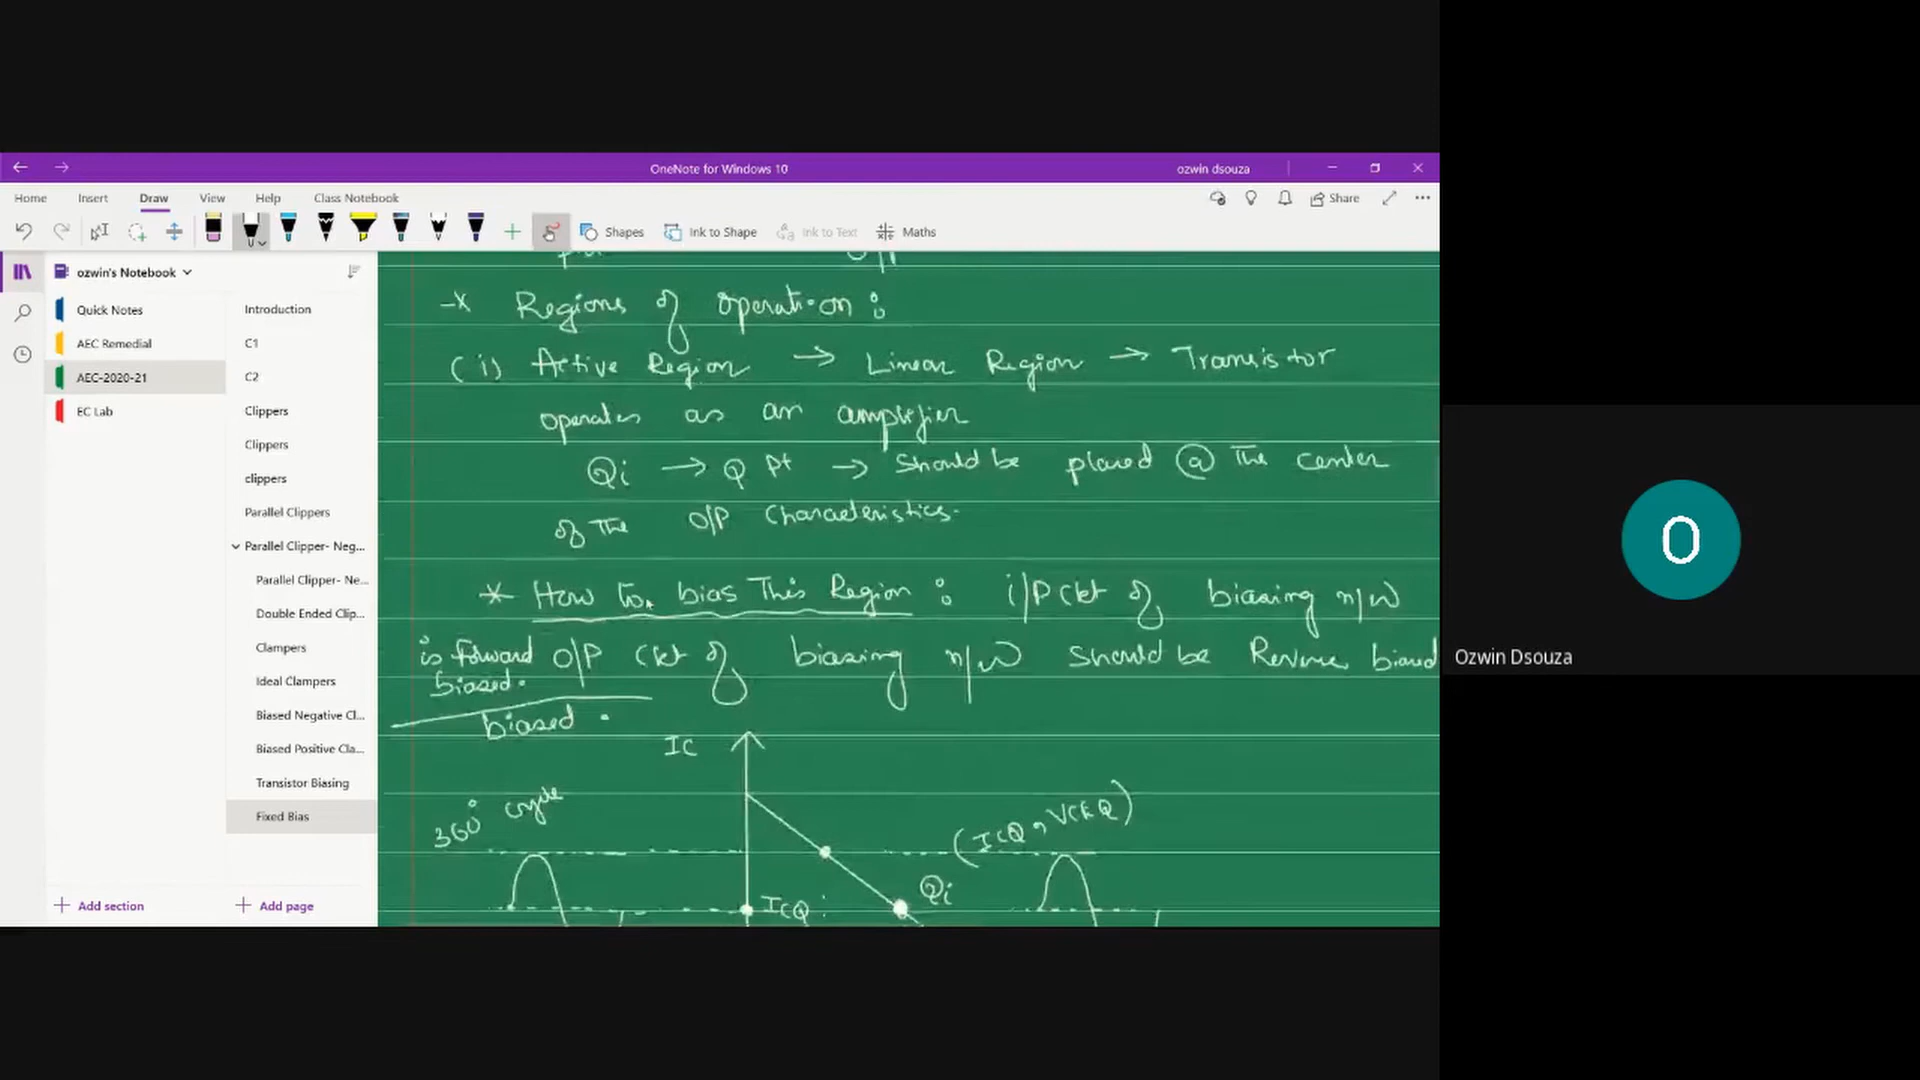 OneNote for Windows 10
ozwin dsouza
Home Insert Draw View Help Class Notebook
Share
Shapes Ink to Shape Ink to Text Maths
ozwin's Notebook
Quick Notes
AEC Remedial
AEC-2020-21
EC Lab
Introduction
C1
C2
Clippers
Clippers
clippers
Parallel Clippers
Parallel Clipper- Neg...
Parallel Clipper- Ne...
Double Ended Clip...
Clampers
Ideal Clampers
Biased Negative Cl...
Biased Positive Cla...
Transistor Biasing
Fixed Bias
Add section
Add page
* Regions of operation :
(i) Active Region → Linear Region → Transistor
operates as an amplifier
Qi → Q pt → Should be placed @ The center
of The O/P Characteristics.
* How to bias This Region : i/P ckt of biasing n/w
is forward biased. O/P ckt of biasing n/w should be Reverse biased
biased.
IC
360° cycle
(ICQ, VCEQ)
Qi
ICQ
O
Ozwin Dsouza